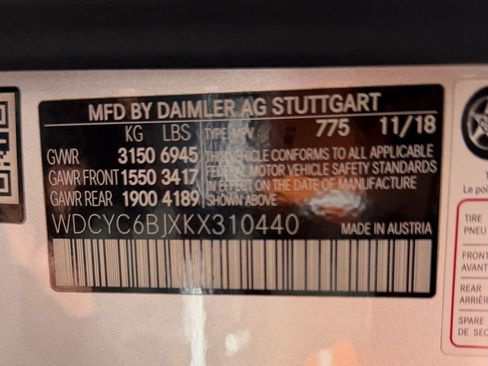 MFD BY DAIMLER AG STUTTGART
KG LBS TYPE: MPV 775 11/18
GVWR 3150 6945 THIS VEHICLE CONFORMS TO ALL APPLICABLE
GAWR FRONT 1550 3417 FEDERAL MOTOR VEHICLE SAFETY STANDARDS
IN EFFECT ON THE DATE OF MANUFACTURE
GAWR REAR 1900 4189 SHOWN ABOVE
WDCYC6BJXKX310440 MADE IN AUSTRIA
Le poi
TIRE
PNEU
FRONT
AVANT
REAR
ARRIÈR
SPARE
DE SEC